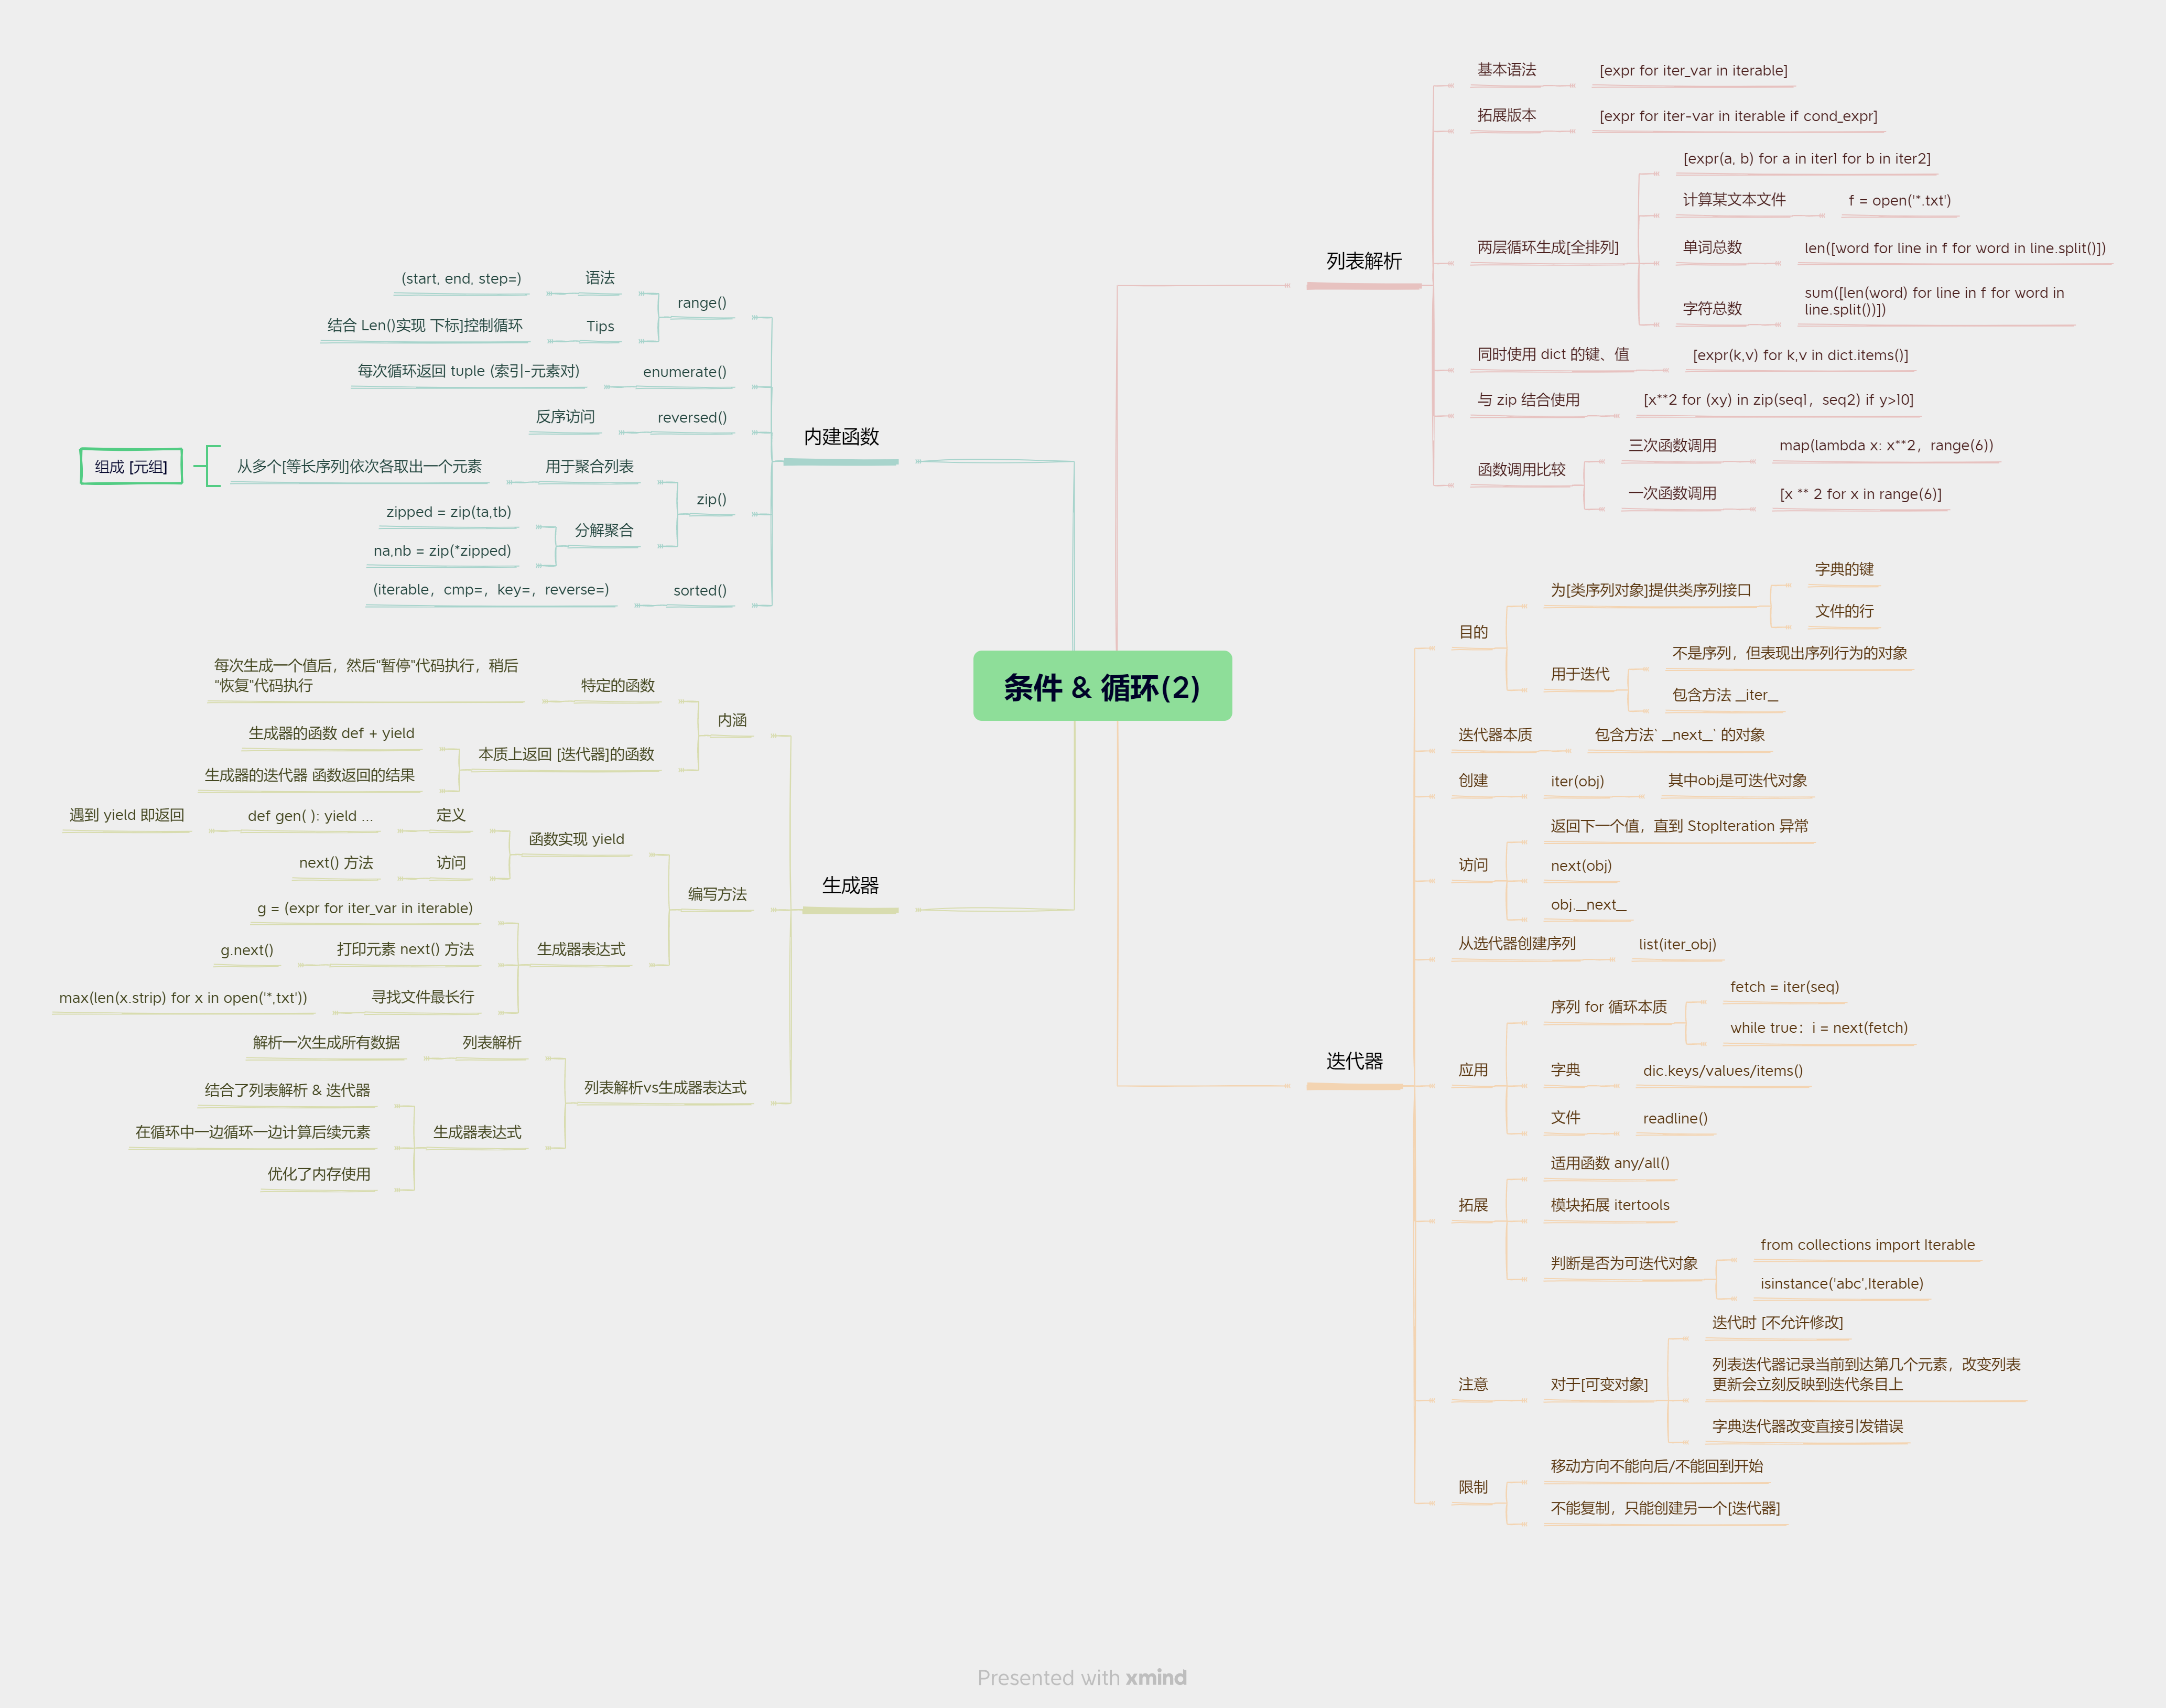 条件 & 循环(2)
列表解析
基本语法
[expr for iter_var in iterable]
拓展版本
[expr for iter-var in iterable if cond_expr]
两层循环生成[全排列]
[expr(a, b) for a in iter1 for b in iter2]
计算某文本文件
f = open('*.txt')
单词总数
len([word for line in f for word in line.split()])
字符总数
sum([len(word) for line in f for word in
line.split())])
同时使用 dict 的键、值
[expr(k,v) for k,v in dict.items()]
与 zip 结合使用
[x**2 for (xy) in zip(seq1，seq2) if y>10]
函数调用比较
三次函数调用
map(lambda x: x**2，range(6))
一次函数调用
[x ** 2 for x in range(6)]
迭代器
目的
为[类序列对象]提供类序列接口
字典的键
文件的行
用于迭代
不是序列，但表现出序列行为的对象
包含方法 __iter__
迭代器本质
包含方法` __next__` 的对象
创建
iter(obj)
其中obj是可迭代对象
访问
返回下一个值，直到 StopIteration 异常
next(obj)
obj.__next__
从选代器创建序列
list(iter_obj)
应用
序列 for 循环本质
fetch = iter(seq)
while true：i = next(fetch)
字典
dic.keys/values/items()
文件
readline()
拓展
适用函数 any/all()
模块拓展 itertools
判断是否为可迭代对象
from collections import Iterable
isinstance('abc',Iterable)
注意
对于[可变对象]
迭代时 [不允许修改]
列表迭代器记录当前到达第几个元素，改变列表
更新会立刻反映到迭代条目上
字典迭代器改变直接引发错误
限制
移动方向不能向后/不能回到开始
不能复制，只能创建另一个[迭代器]
内建函数
range()
语法
(start, end, step=)
Tips
结合 Len()实现 下标]控制循环
enumerate()
每次循环返回 tuple (索引-元素对)
reversed()
反序访问
zip()
用于聚合列表
从多个[等长序列]依次各取出一个元素
组成 [元组]
分解聚合
zipped = zip(ta,tb)
na,nb = zip(*zipped)
sorted()
(iterable，cmp=，key=，reverse=)
生成器
内涵
特定的函数
每次生成一个值后，然后"暂停"代码执行，稍后
"恢复"代码执行
本质上返回 [迭代器]的函数
生成器的函数 def + yield
生成器的迭代器 函数返回的结果
编写方法
函数实现 yield
定义
def gen( ): yield ...
遇到 yield 即返回
访问
next() 方法
生成器表达式
g = (expr for iter_var in iterable)
打印元素 next() 方法
g.next()
寻找文件最长行
max(len(x.strip) for x in open('*,txt'))
列表解析vs生成器表达式
列表解析
解析一次生成所有数据
生成器表达式
结合了列表解析 & 迭代器
在循环中一边循环一边计算后续元素
优化了内存使用
Presented with xmind